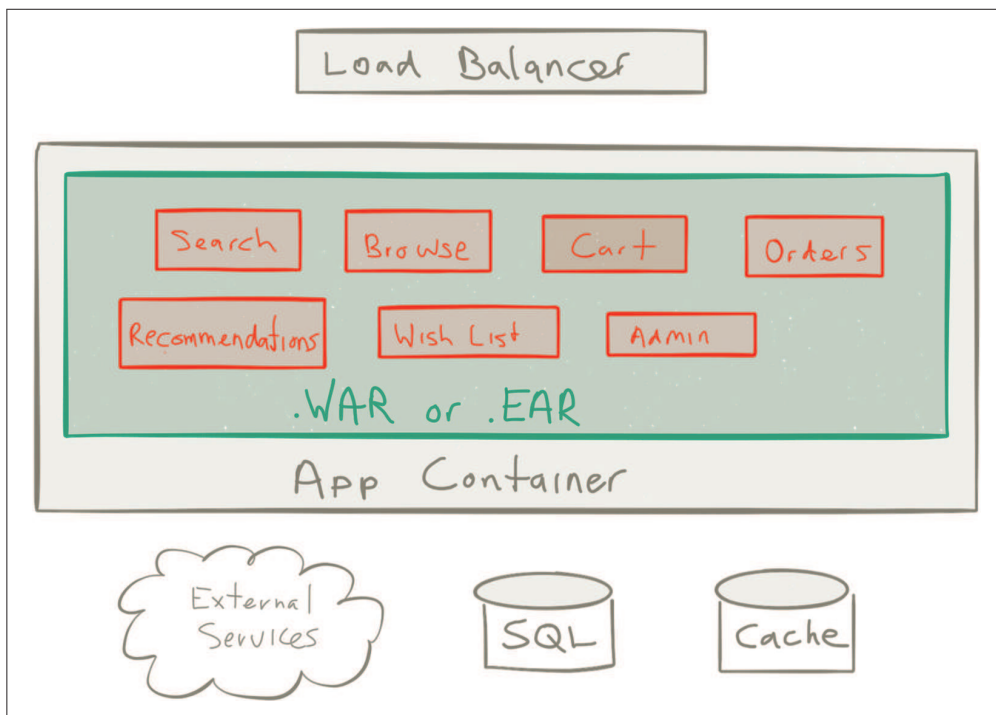 Load Balancer
Search
Browse
Cart
Orders
Recommendations
Wish List
Admin
.WAR or .EAR
App Container
External
Services
SQL
Cache